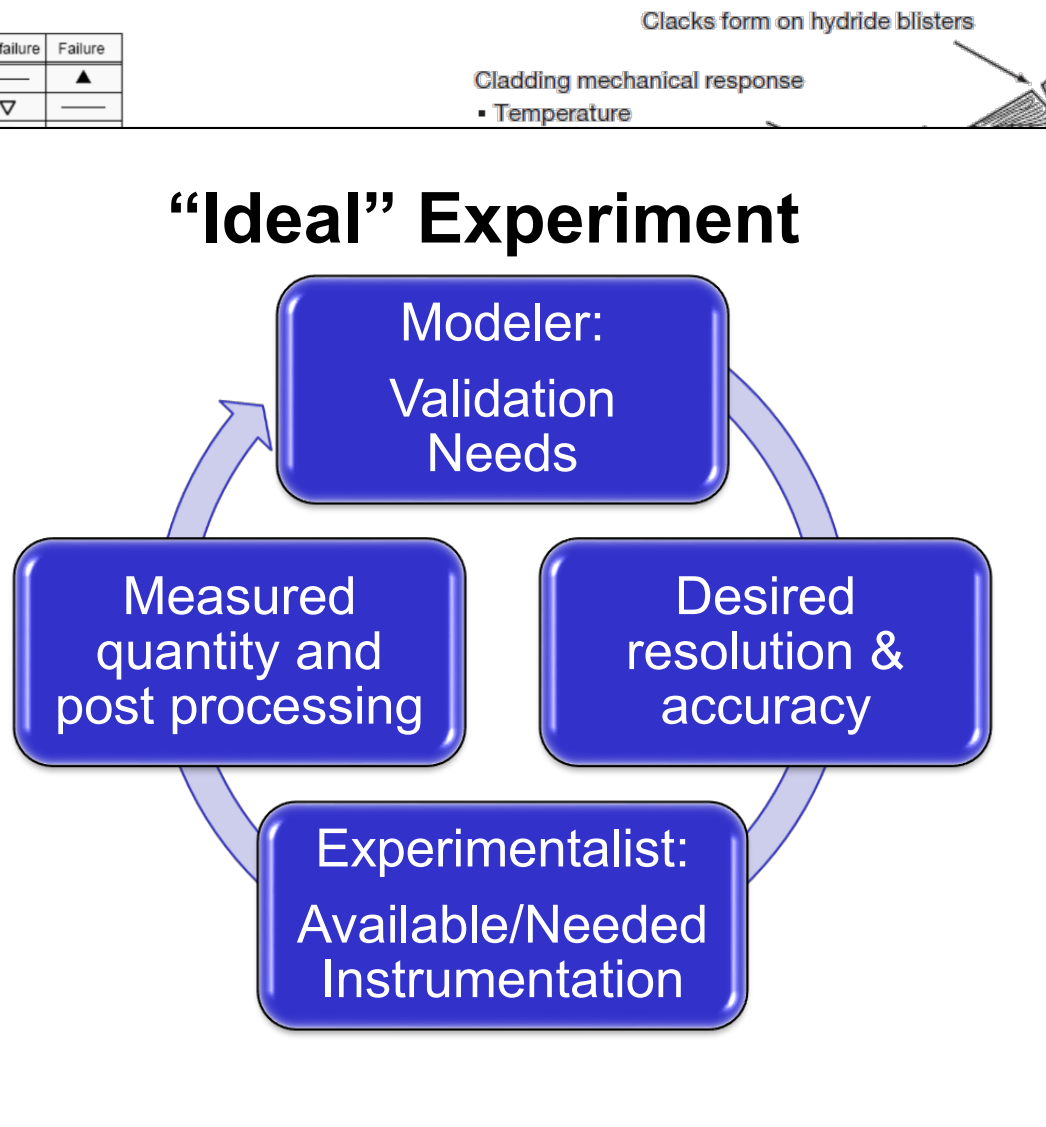 Clacks form on hydride blisters
failure Failure
Cladding mechanical response
▪ Temperature
“Ideal” Experiment
Modeler:
Validation
Needs
Measured
quantity and
post processing
Desired
resolution &
accuracy
Experimentalist:
Available/Needed
Instrumentation